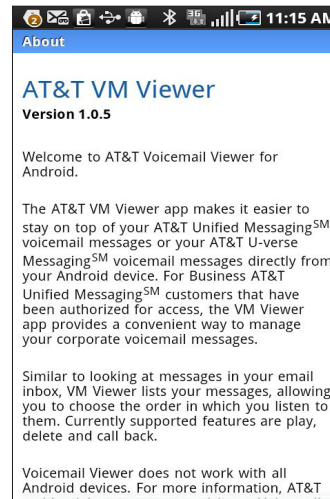 11:15 AM
About
AT&T VM Viewer
Version 1.0.5
Welcome to AT&T Voicemail Viewer for
Android.
The AT&T VM Viewer app makes it easier to
stay on top of your AT&T Unified Messaging℠
voicemail messages or your AT&T U-verse
Messaging℠ voicemail messages directly from
your Android device. For Business AT&T
Unified Messaging℠ customers that have
been authorized for access, the VM Viewer
app provides a convenient way to manage
your corporate voicemail messages.
Similar to looking at messages in your email
inbox, VM Viewer lists your messages, allowing
you to choose the order in which you listen to
them. Currently supported features are play,
delete and call back.
Voicemail Viewer does not work with all
Android devices. For more information, AT&T